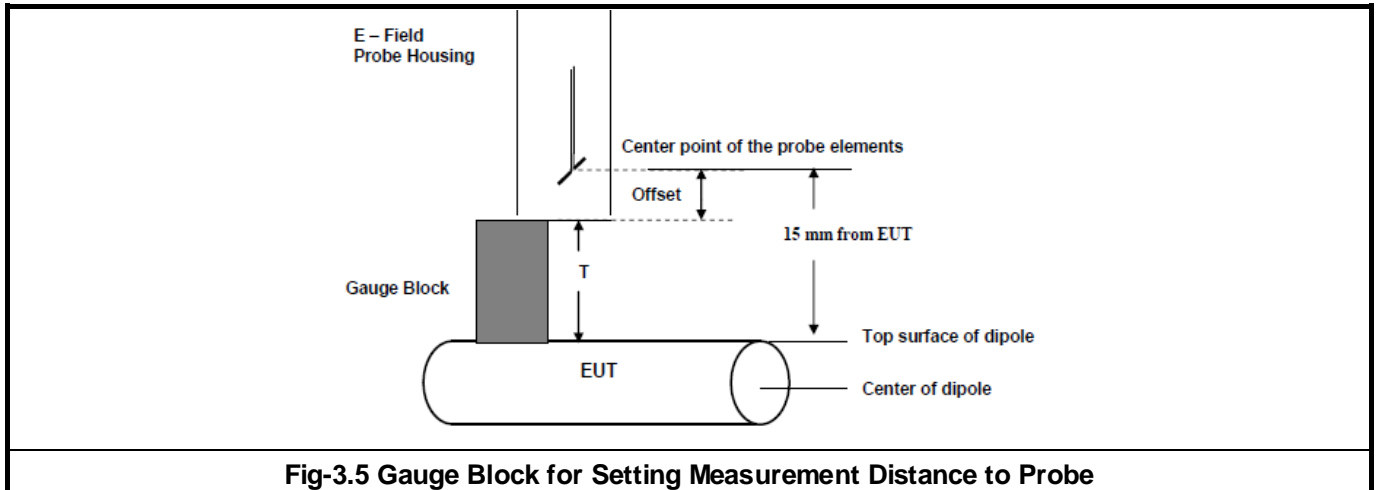 E – Field
Probe Housing
Center point of the probe elements
Offset
15 mm from EUT
T
Gauge Block
Top surface of dipole
EUT
Center of dipole
Fig-3.5 Gauge Block for Setting Measurement Distance to Probe